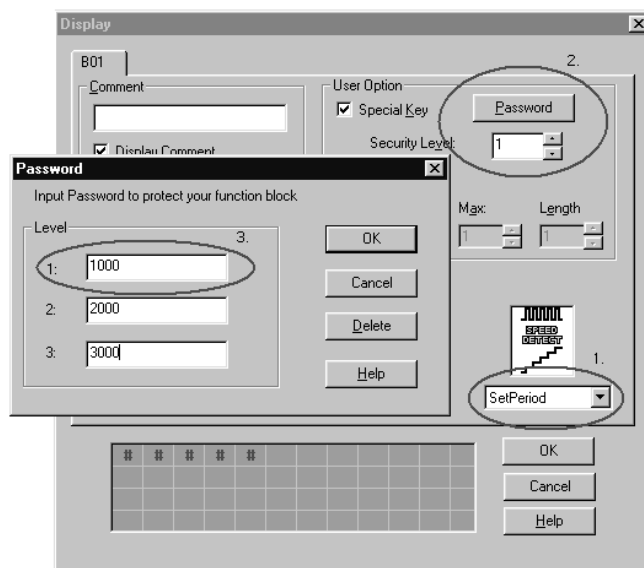 Display
B01
2.
Comment
User Option
Special Key
Password
Display Comment
Security Level:
1
Password
Input Password to protect your function block
Level
3.
1:
1000
2:
2000
3:
3000
OK
Cancel
Delete
Help
Max:
Length
1
1
SPEED
DETECT
1.
SetPeriod
# # # # #
OK
Cancel
Help